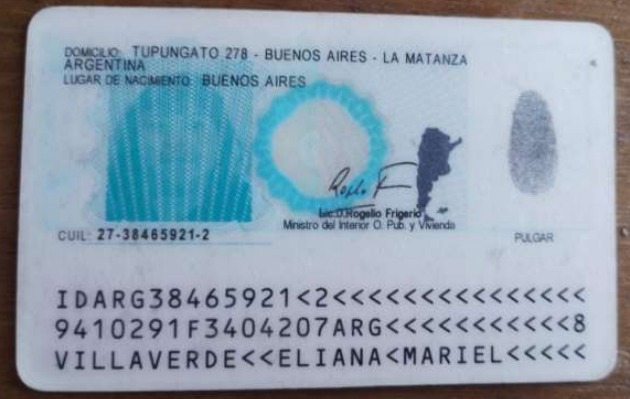 DOMICILIO: TUPUNGATO 278 - BUENOS AIRES - LA MATANZA
ARGENTINA
LUGAR DE NACIMIENTO: BUENOS AIRES
Lic.D.Rogelio Frigerio
Ministro del Interior O. Pub. y Vivienda
CUIL: 27-38465921-2
PULGAR
IDARG38465921<2<<<<<<<<<<<<<<<
9410291F3404207ARG<<<<<<<<<<<8
VILLAVERDE<<ELIANA<MARIEL<<<<<